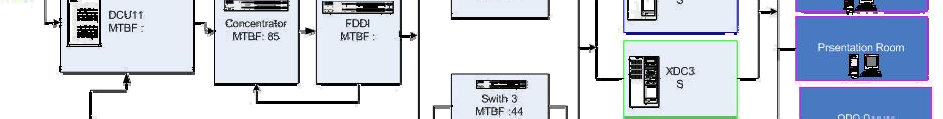 DCU11
MTBF :
Concentrator
MTBF: 85
FDDI
MTBF :
S
XDC3
S
Swith 3
MTBF :44
Prsentation Room